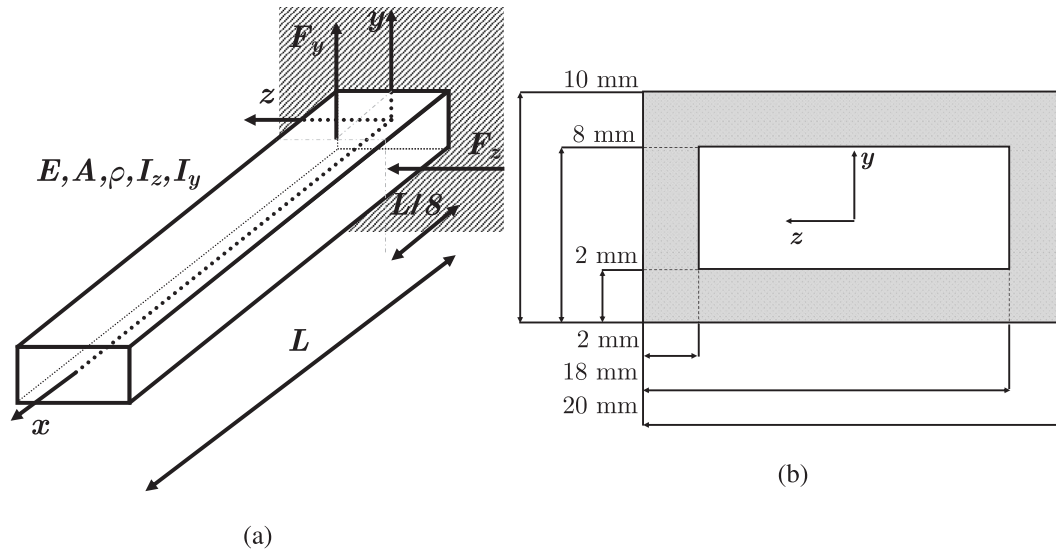 y
F_y
z
F_z
E, A, ρ, I_z, I_y
L/8
L
x
(a)
10 mm
8 mm
y
z
2 mm
2 mm
18 mm
20 mm
(b)